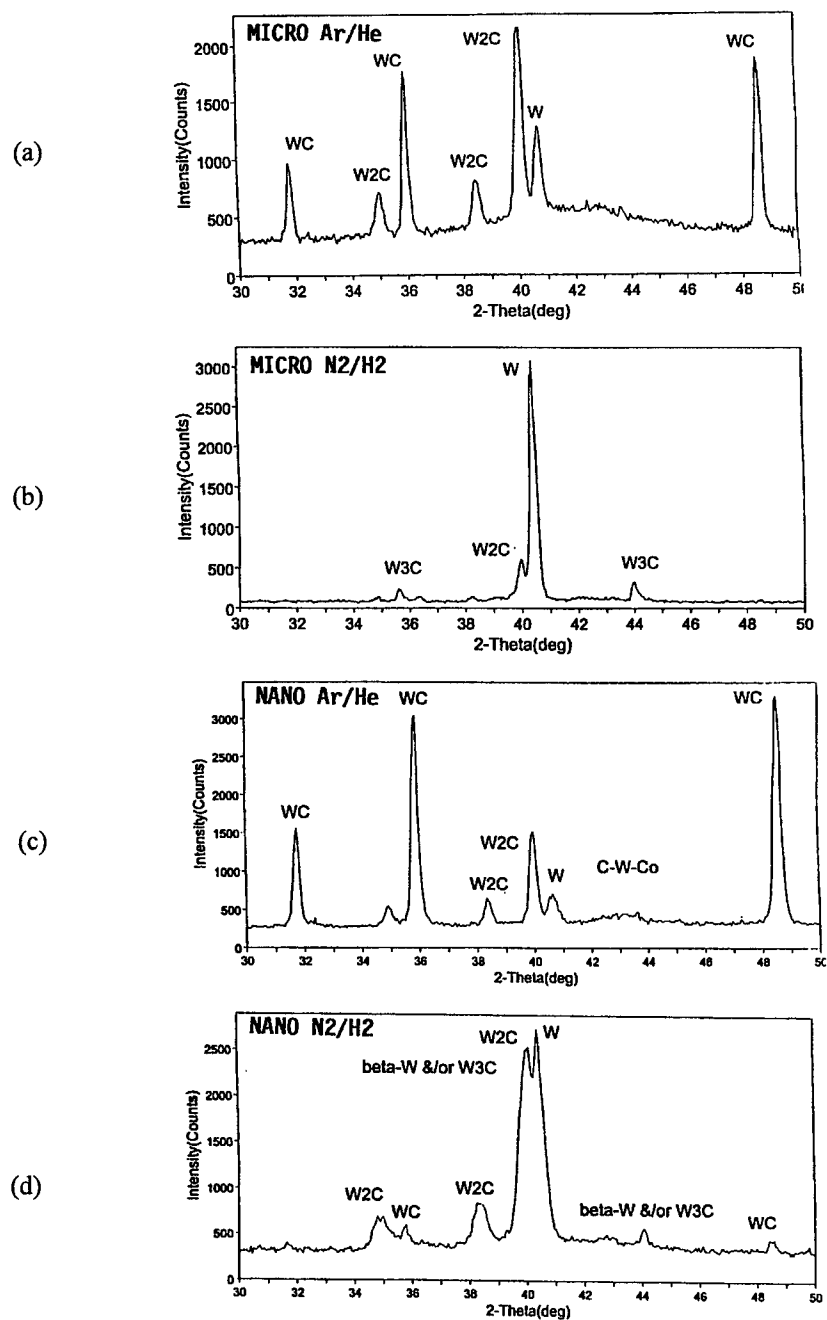 (a)
MICRO Ar/He
WC
W2C
WC
W2C
W2C
W
WC
Intensity(Counts)
2000
1500
1000
500
0
30 32 34 36 38 40 42 44 46 48 50
2-Theta(deg)
(b)
MICRO N2/H2
W3C
W2C
W
W3C
Intensity(Counts)
3000
2500
2000
1500
1000
500
0
30 32 34 36 38 40 42 44 46 48 50
2-Theta(deg)
(c)
NANO Ar/He
WC
WC
W2C
W2C
W
C-W-Co
WC
Intensity(Counts)
3000
2500
2000
1500
1000
500
0
30 32 34 36 38 40 42 44 46 48 50
2-Theta(deg)
(d)
NANO N2/H2
W2C W
beta-W &/or W3C
W2C
WC
W2C
beta-W &/or W3C
WC
Intensity(Counts)
2500
2000
1500
1000
500
0
30 32 34 36 38 40 42 44 46 48 50
2-Theta(deg)